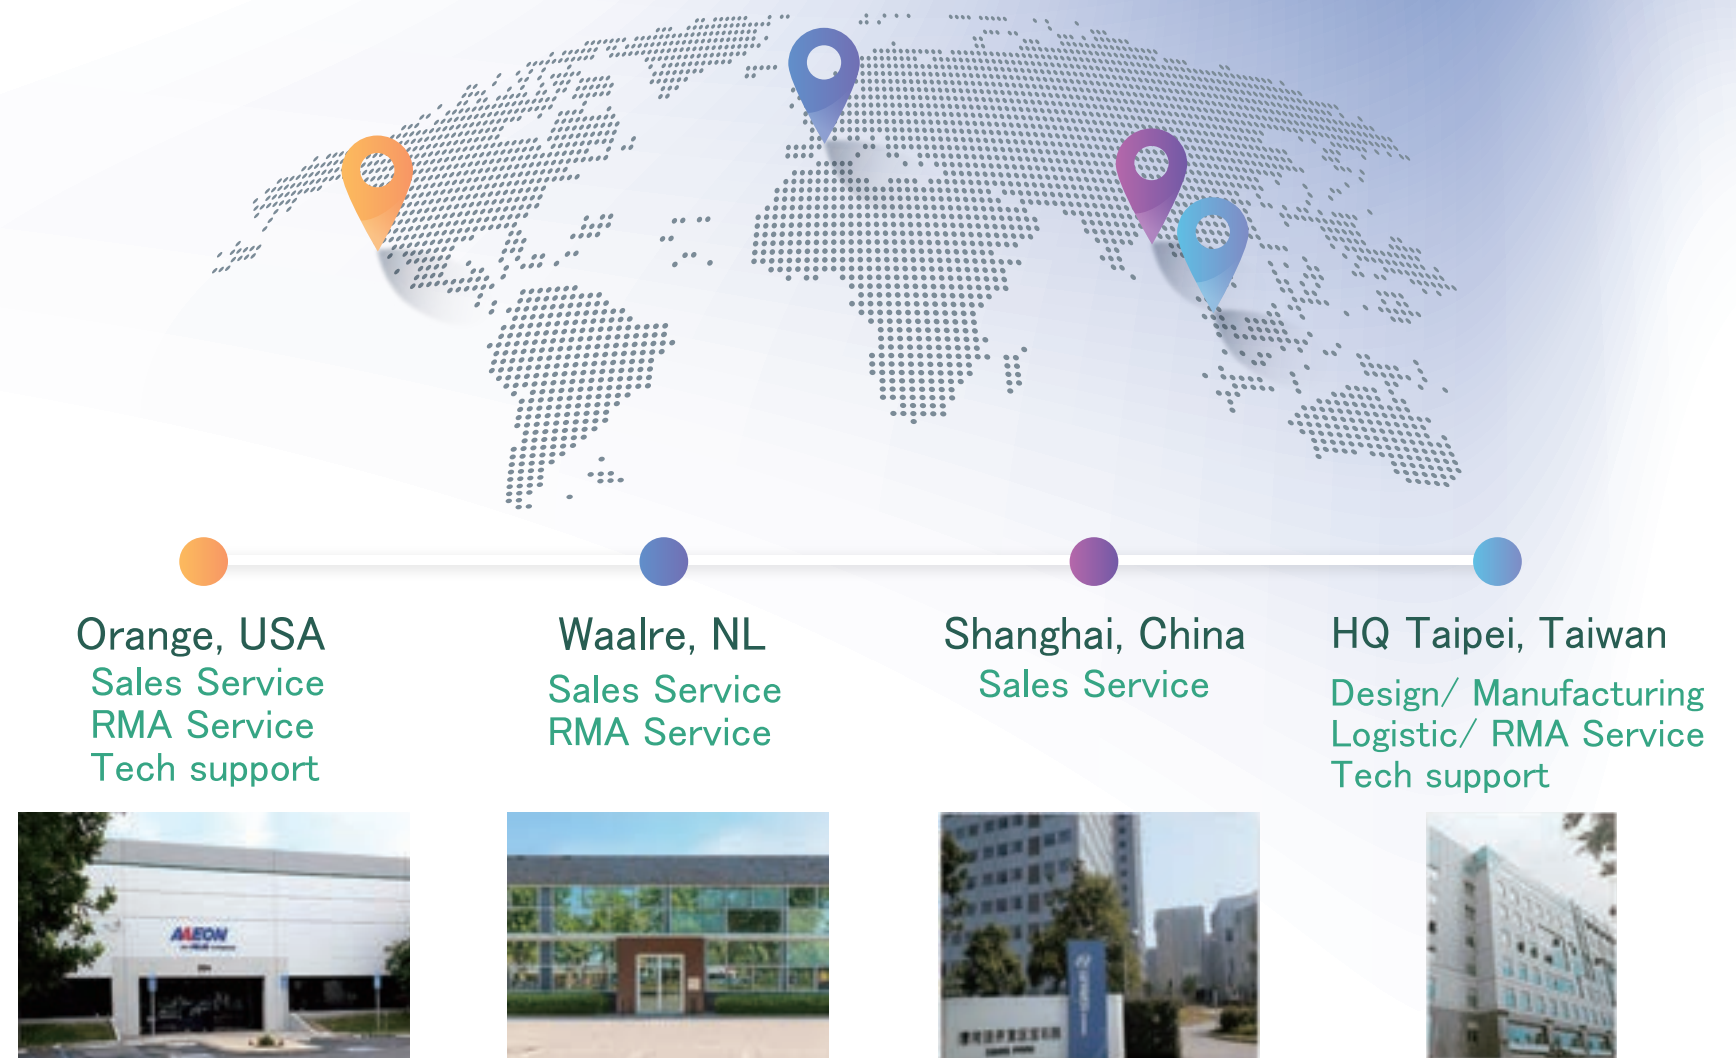 Orange, USA
Sales Service
RMA Service
Tech support
Waalre, NL
Sales Service
RMA Service
Shanghai, China
Sales Service
HQ Taipei, Taiwan
Design/ Manufacturing
Logistic/ RMA Service
Tech support
AAEON